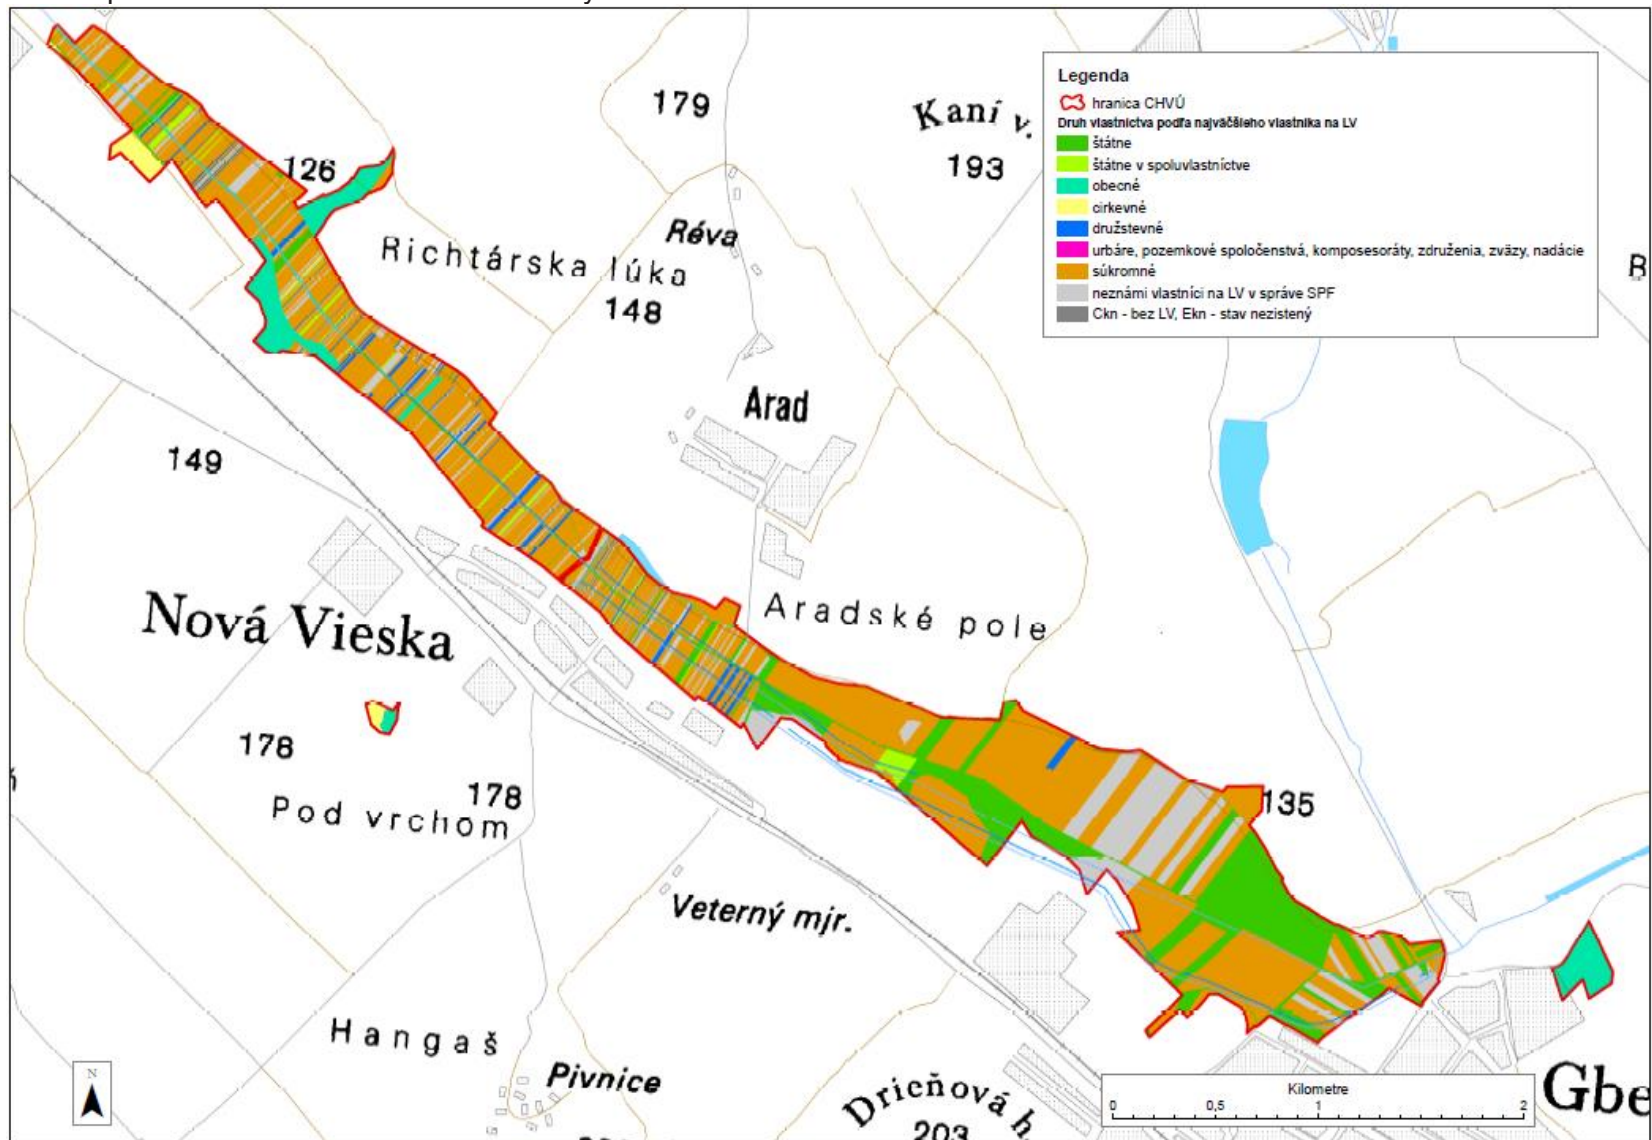 179
Kaní v.
193
126
Réva
Richtárska lúka
148
Arad
149
Nová Vieska
Aradské pole
178
178
Pod vrchom
135
Veterný mjr.
Hangaš
Pivnice
Drieňová h.
203
Gbe
Legenda
hranica CHVÚ
Druh vlastníctva podľa najväčšieho vlastníka na LV
štátne
štátne v spoluvlastníctve
obecné
cirkevné
družstevné
urbáre, pozemkové spoločenstvá, komposesoráty, združenia, zväzy, nadácie
súkromné
neznámi vlastníci na LV v správe SPF
Ckn - bez LV, Ekn - stav nezistený
N
Kilometre
0 0,5 1 2